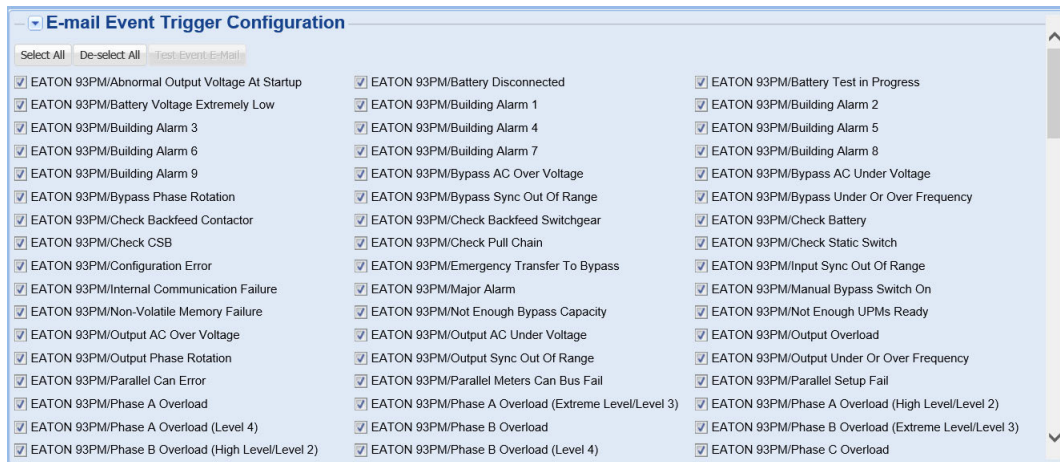 E-mail Event Trigger Configuration
Select All De-select All Test Event E-Mail
EATON 93PM/Abnormal Output Voltage At Startup EATON 93PM/Battery Disconnected EATON 93PM/Battery Test in Progress
EATON 93PM/Battery Voltage Extremely Low EATON 93PM/Building Alarm 1 EATON 93PM/Building Alarm 2
EATON 93PM/Building Alarm 3 EATON 93PM/Building Alarm 4 EATON 93PM/Building Alarm 5
EATON 93PM/Building Alarm 6 EATON 93PM/Building Alarm 7 EATON 93PM/Building Alarm 8
EATON 93PM/Building Alarm 9 EATON 93PM/Bypass AC Over Voltage EATON 93PM/Bypass AC Under Voltage
EATON 93PM/Bypass Phase Rotation EATON 93PM/Bypass Sync Out Of Range EATON 93PM/Bypass Under Or Over Frequency
EATON 93PM/Check Backfeed Contactor EATON 93PM/Check Backfeed Switchgear EATON 93PM/Check Battery
EATON 93PM/Check CSB EATON 93PM/Check Pull Chain EATON 93PM/Check Static Switch
EATON 93PM/Configuration Error EATON 93PM/Emergency Transfer To Bypass EATON 93PM/Input Sync Out Of Range
EATON 93PM/Internal Communication Failure EATON 93PM/Major Alarm EATON 93PM/Manual Bypass Switch On
EATON 93PM/Non-Volatile Memory Failure EATON 93PM/Not Enough Bypass Capacity EATON 93PM/Not Enough UPMs Ready
EATON 93PM/Output AC Over Voltage EATON 93PM/Output AC Under Voltage EATON 93PM/Output Overload
EATON 93PM/Output Phase Rotation EATON 93PM/Output Sync Out Of Range EATON 93PM/Output Under Or Over Frequency
EATON 93PM/Parallel Can Error EATON 93PM/Parallel Meters Can Bus Fail EATON 93PM/Parallel Setup Fail
EATON 93PM/Phase A Overload EATON 93PM/Phase A Overload (Extreme Level/Level 3) EATON 93PM/Phase A Overload (High Level/Level 2)
EATON 93PM/Phase A Overload (Level 4) EATON 93PM/Phase B Overload EATON 93PM/Phase B Overload (Extreme Level/Level 3)
EATON 93PM/Phase B Overload (High Level/Level 2) EATON 93PM/Phase B Overload (Level 4) EATON 93PM/Phase C Overload